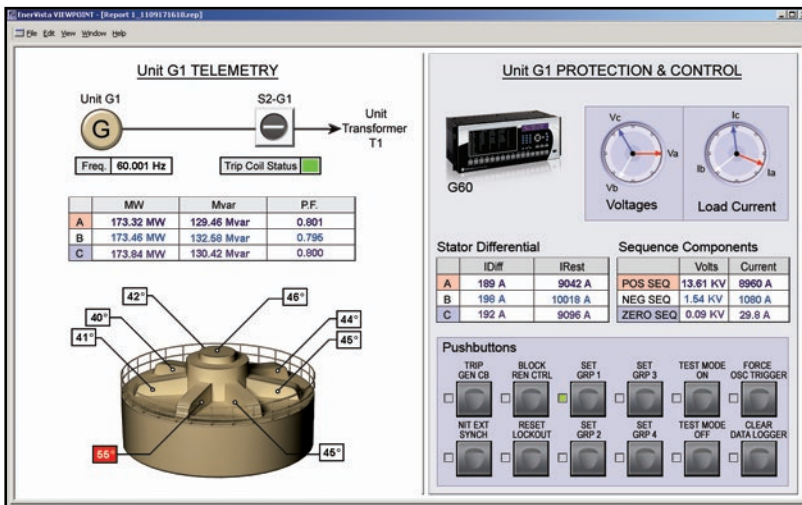 EnerVista VIEWPOINT - [Report 1_1109171618.rep]
File Edit View Window Help
Unit G1 TELEMETRY
Unit G1
S2-G1
G
Unit
Transformer
T1
Freq. 60.001 Hz
Trip Coil Status
MW Mvar P.F.
A 173.32 MW 129.46 Mvar 0.801
B 173.46 MW 132.58 Mvar 0.795
C 173.84 MW 130.42 Mvar 0.800
42°
46°
40°
44°
41°
45°
55°
45°
Unit G1 PROTECTION & CONTROL
G60
Vc
Va
Vb
Voltages
Ic
Ib
Ia
Load Current
Stator Differential
IDiff IRest
A 189 A 9042 A
B 198 A 10018 A
C 192 A 9096 A
Sequence Components
Volts Current
POS SEQ 13.61 KV 8960 A
NEG SEQ 1.54 KV 1080 A
ZERO SEQ 0.09 KV 29.8 A
Pushbuttons
TRIP
GEN CB
BLOCK
REN CTRL
SET
GRP 1
SET
GRP 3
TEST MODE
ON
FORCE
OSC TRIGGER
NIT EXT
SYNCH
RESET
LOCKOUT
SET
GRP 2
SET
GRP 4
TEST MODE
OFF
CLEAR
DATA LOGGER